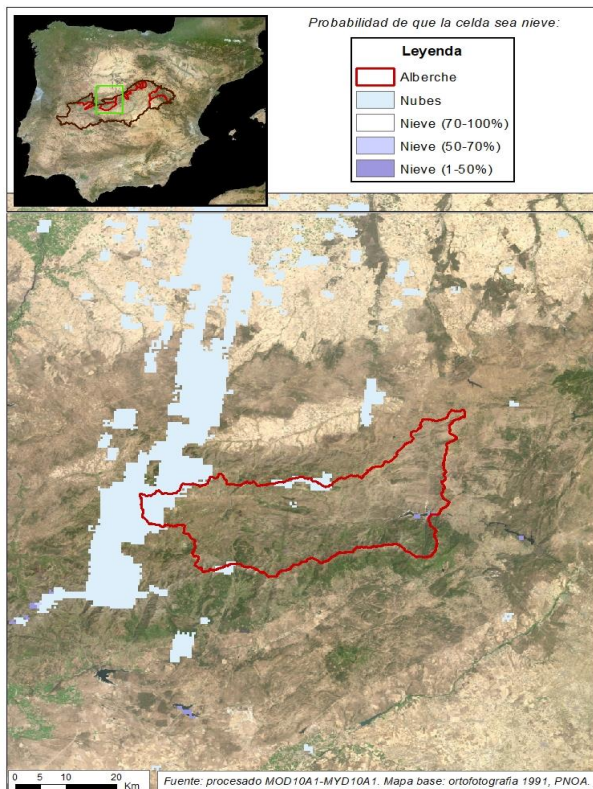 Probabilidad de que la celda sea nieve:
Leyenda
Alberche
Nubes
Nieve (70-100%)
Nieve (50-70%)
Nieve (1-50%)
0 5 10 20
Km
Fuente: procesado MOD10A1-MYD10A1. Mapa base: ortofotografia 1991, PNOA.